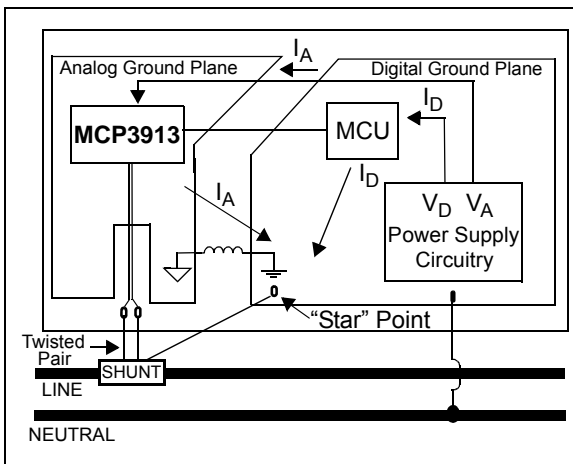 I_A
Analog Ground Plane
Digital Ground Plane
I_D
MCP3913
MCU
I_D
I_A
V_D V_A
Power Supply
Circuitry
"Star" Point
Twisted
Pair
SHUNT
LINE
NEUTRAL